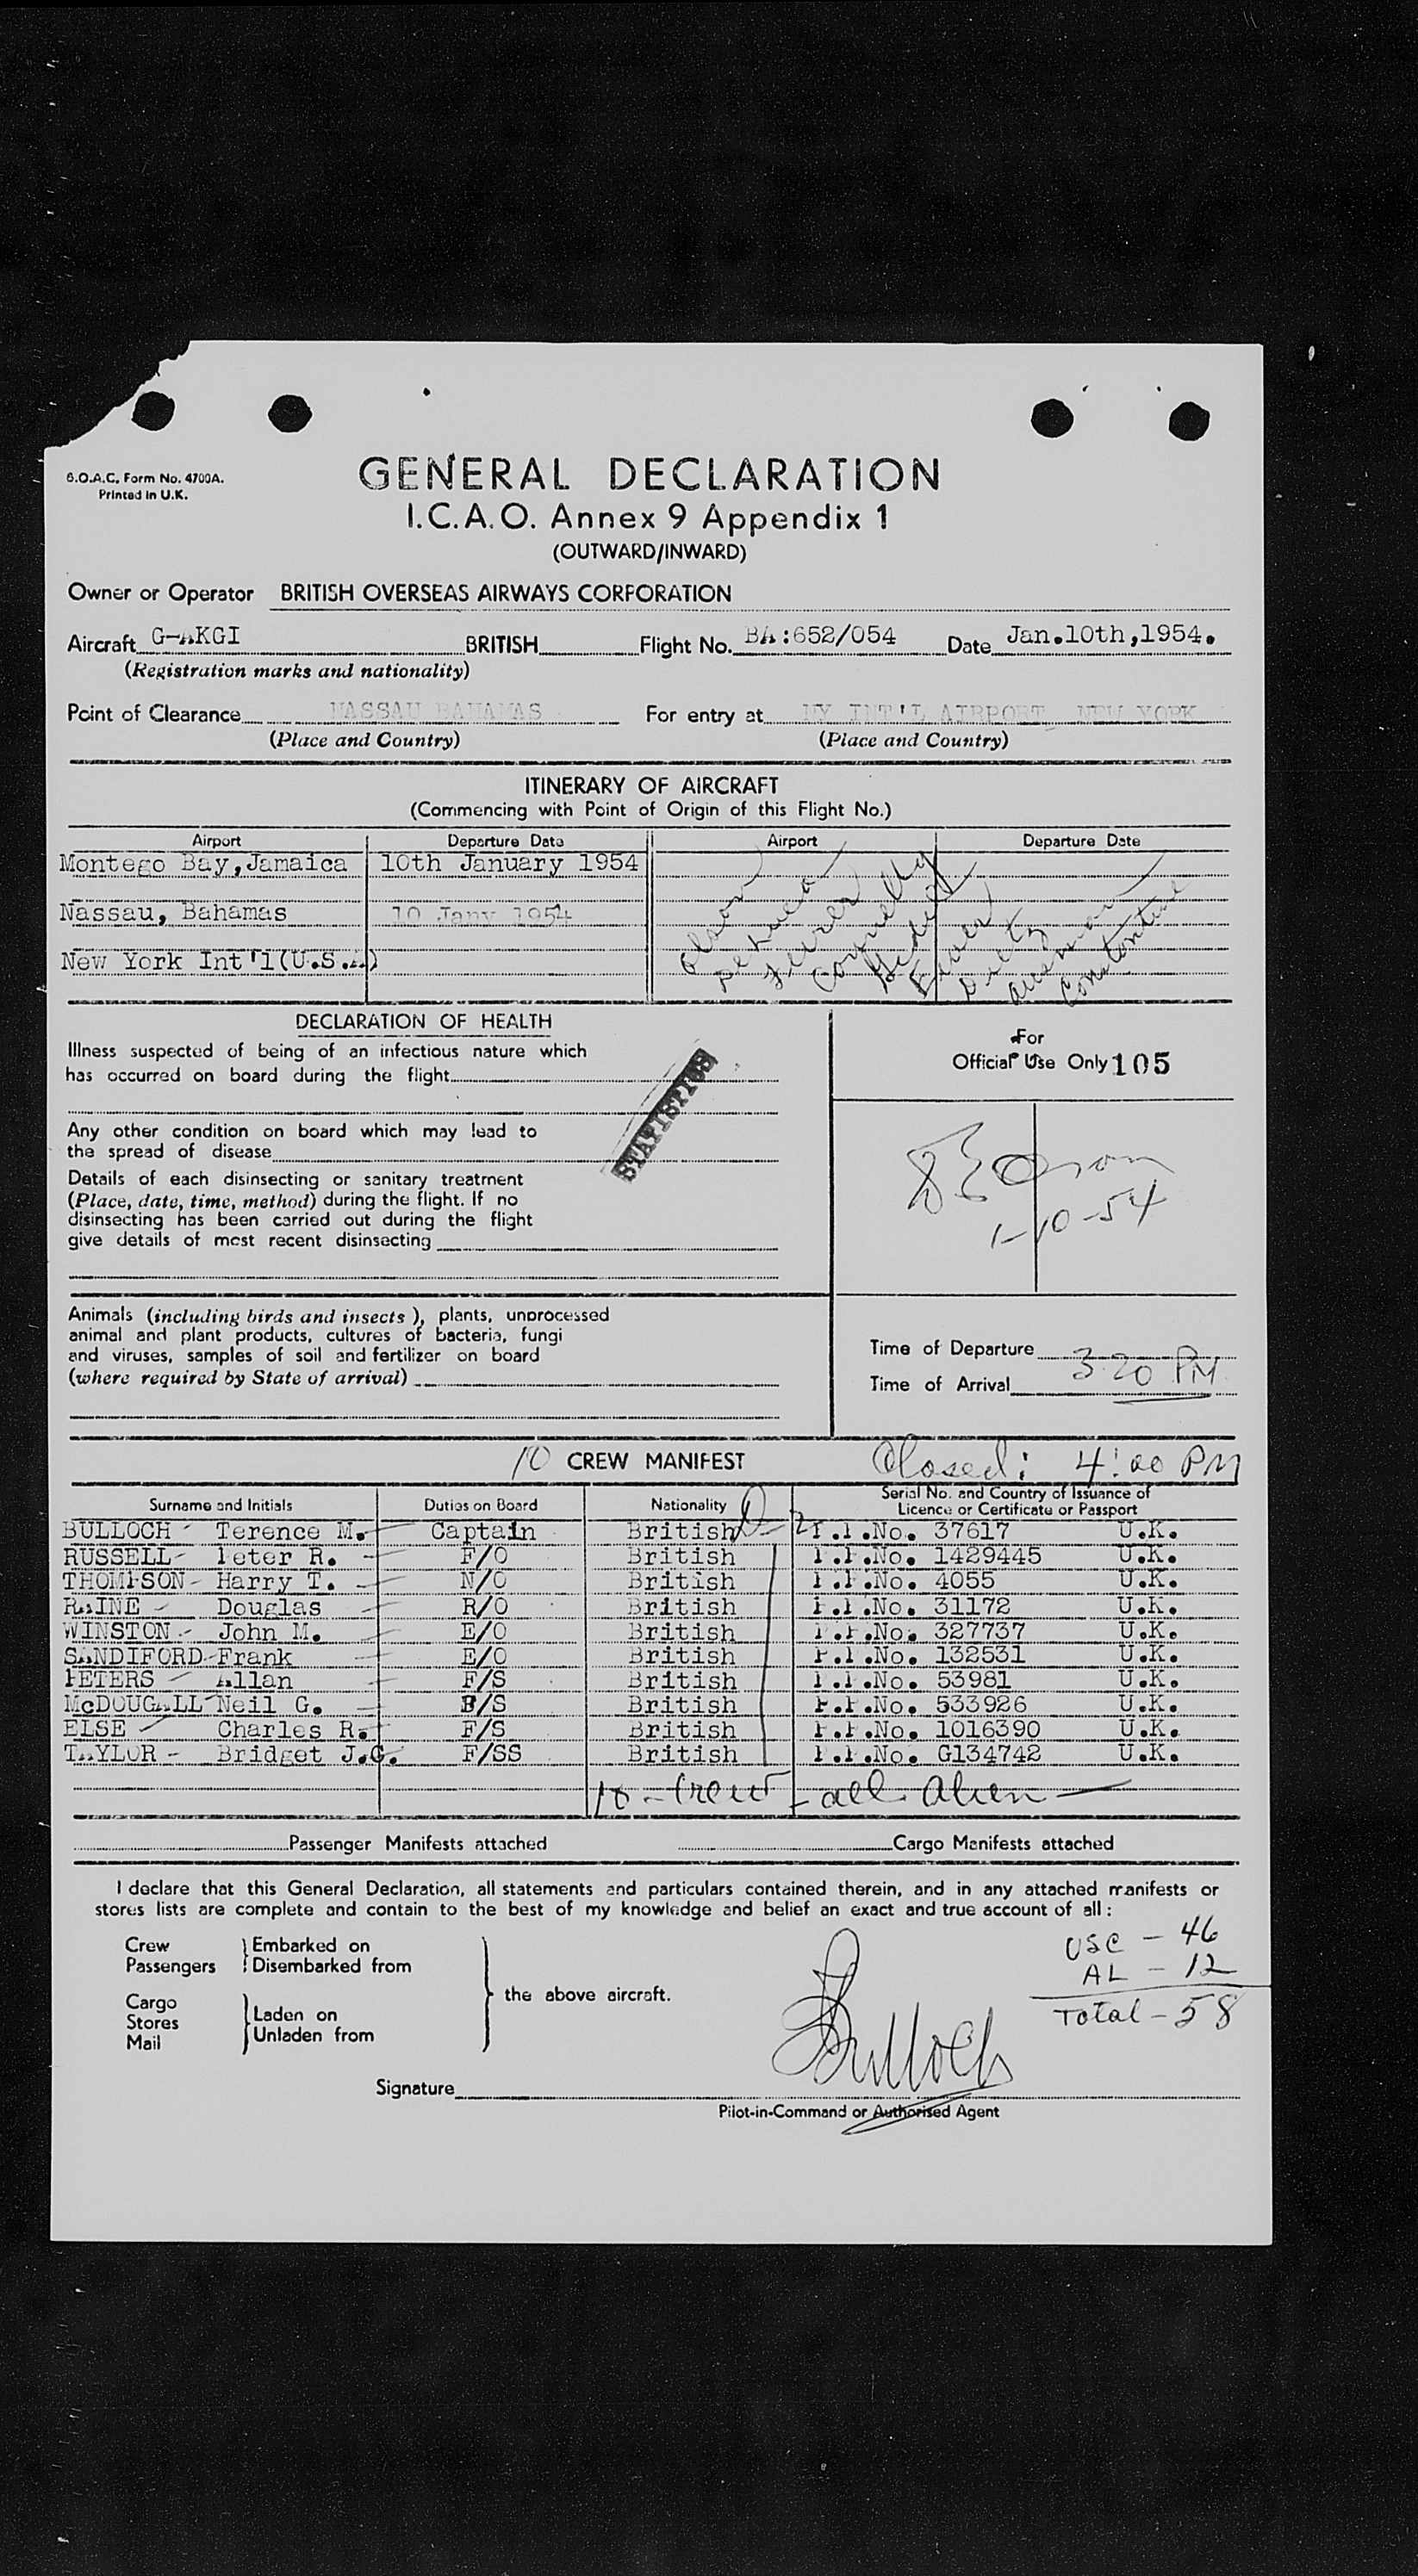 B.O.A.C. Form No. 4700A.
Printed in U.K.
GENERAL DECLARATION
I.C.A.O. Annex 9 Appendix 1
(OUTWARD/INWARD)
Owner or Operator BRITISH OVERSEAS AIRWAYS CORPORATION
Aircraft G-AKGI BRITISH Flight No. BA:652/054 Date Jan.10th,1954.
(Registration marks and nationality)
Point of Clearance NASSAU BAHAMAS For entry at NY INT'L AIRPORT NEW YORK
(Place and Country) (Place and Country)
ITINERARY OF AIRCRAFT
(Commencing with Point of Origin of this Flight No.)
Airport Departure Date Airport Departure Date
Montego Bay,Jamaica 10th January 1954
Nassau, Bahamas 10 Jany 1954
New York Int'l(U.S.A)
Olson
Connelly
Constantine
DECLARATION OF HEALTH
Illness suspected of being of an infectious nature which
has occurred on board during the flight
Any other condition on board which may lead to
the spread of disease
Details of each disinsecting or sanitary treatment
(Place, date, time, method) during the flight. If no
disinsecting has been carried out during the flight
give details of most recent disinsecting
STATISTICS
For
Official Use Only 105
1-10-54
Animals (including birds and insects), plants, unprocessed
animal and plant products, cultures of bacteria, fungi
and viruses, samples of soil and fertilizer on board
(where required by State of arrival)
Time of Departure
Time of Arrival 3:20 PM
10 CREW MANIFEST Closed: 4:00 PM
Surname and Initials Duties on Board Nationality Serial No. and Country of Issuance of Licence or Certificate or Passport
BULLOCH - Terence M. Captain British P.P.No. 37617 U.K.
RUSSELL - Peter R. F/O British P.P.No. 1429445 U.K.
THOMPSON - Harry T. N/O British P.P.No. 4055 U.K.
RAINE - Douglas R/O British P.P.No. 31172 U.K.
WINSTON - John M. E/O British P.P.No. 327737 U.K.
SANDIFORD - Frank E/O British P.P.No. 132531 U.K.
PETERS - Allan F/S British P.P.No. 53981 U.K.
McDOUGALL - Neil G. B/S British P.P.No. 533926 U.K.
ELSE - Charles R. F/S British P.P.No. 1016390 U.K.
TAYLOR - Bridget J.G. F/SS British P.P.No. G134742 U.K.
10 - Crew - all Alien
Passenger Manifests attached Cargo Manifests attached
I declare that this General Declaration, all statements and particulars contained therein, and in any attached manifests or
stores lists are complete and contain to the best of my knowledge and belief an exact and true account of all :
Crew Embarked on
Passengers Disembarked from
Cargo
Stores Laden on
Mail Unladen from
the above aircraft.
USC - 46
AL - 12
Total - 58
Bulloch
Signature
Pilot-in-Command or Authorised Agent